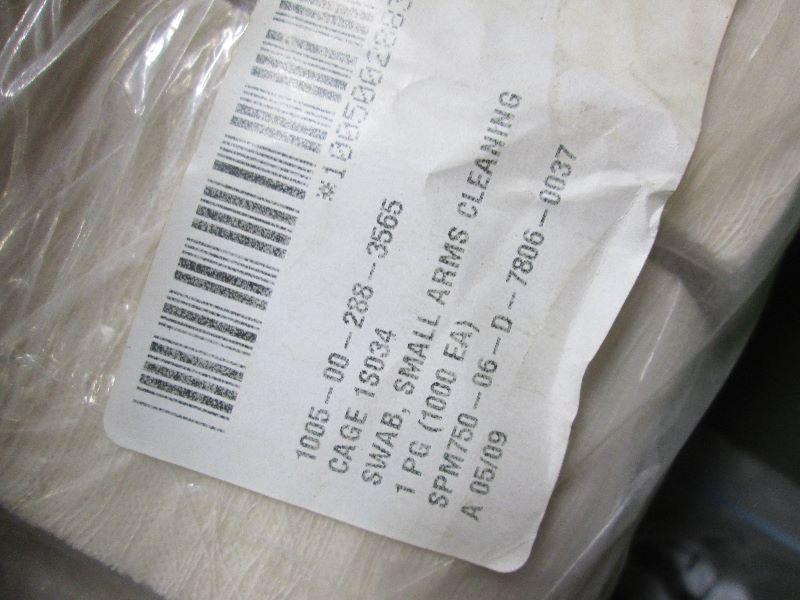 *1005002883
1005-00-288-3565
CAGE 1S034
SWAB, SMALL ARMS CLEANING
1 PG (1000 EA)
SPM750-06-D-7806-0037
A 05/09